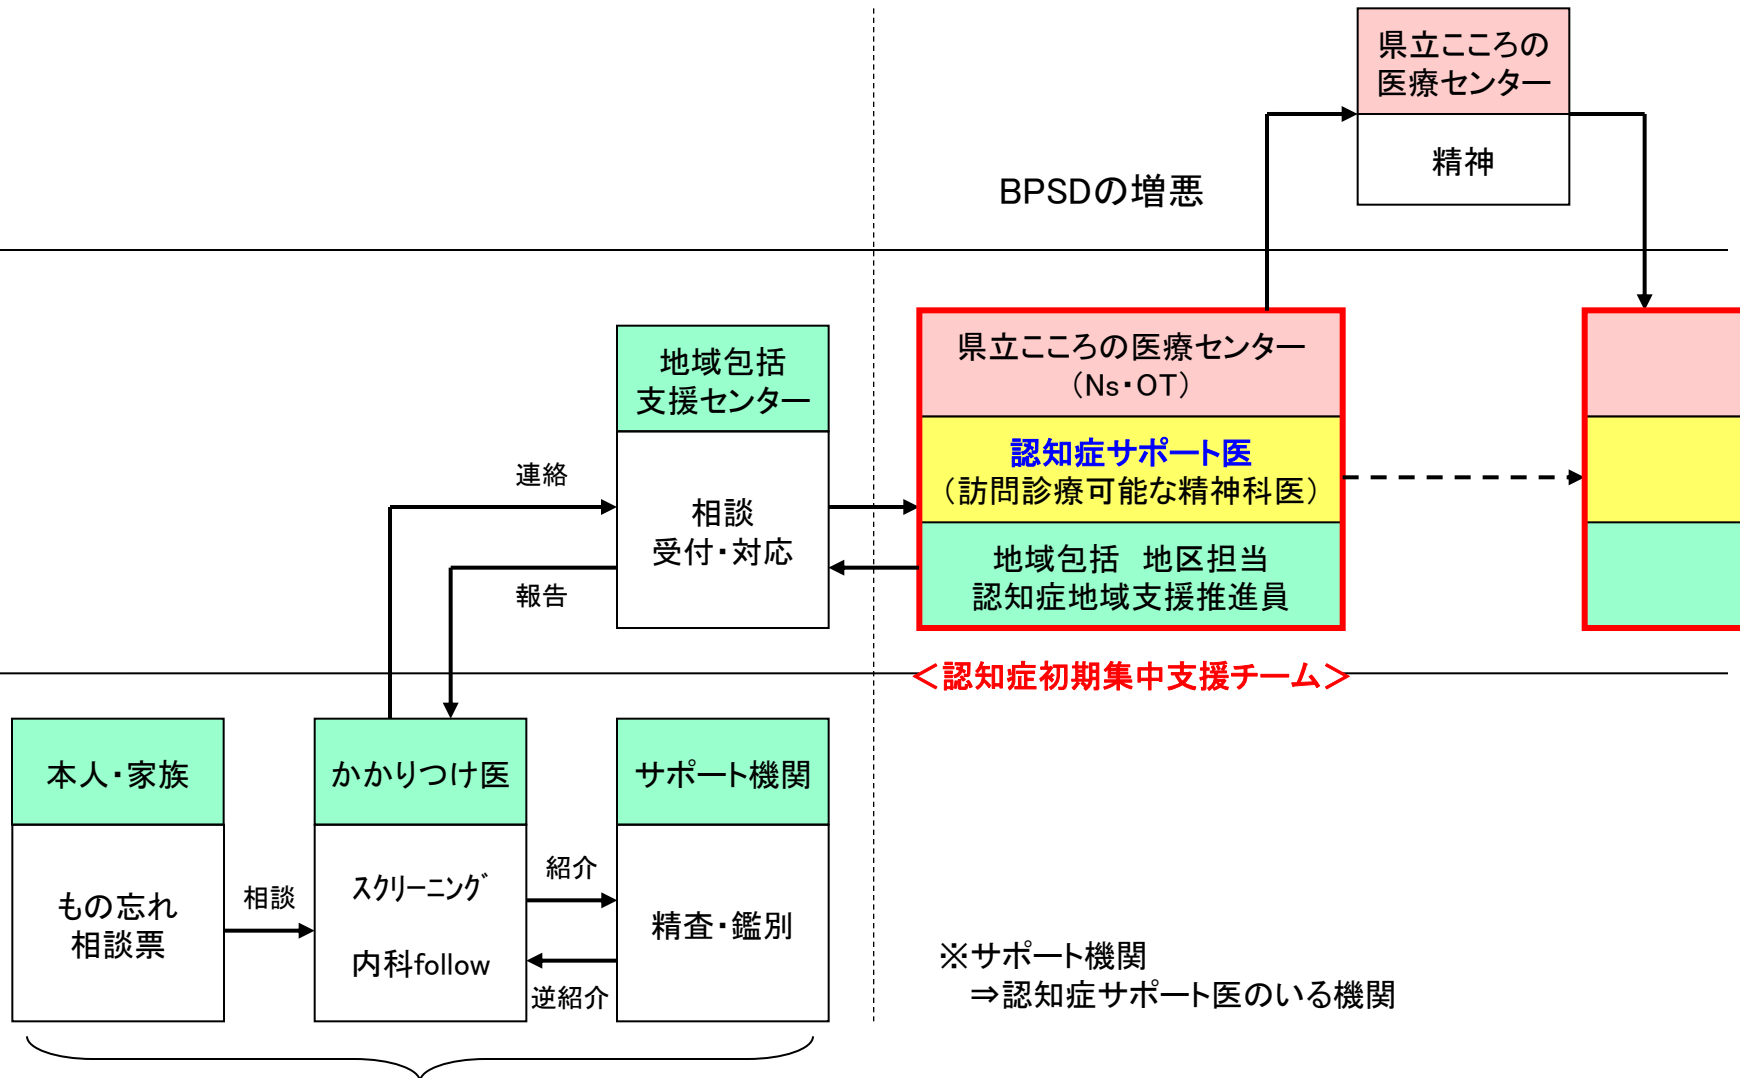 県立こころの
医療センター
精神
BPSDの増悪
地域包括
支援センター
相談
受付・対応
連絡
報告
県立こころの医療センター
（Ns・OT）
認知症サポート医
（訪問診療可能な精神科医）
地域包括　地区担当
認知症地域支援推進員
＜認知症初期集中支援チーム＞
本人・家族
もの忘れ
相談票
相談
かかりつけ医
スクリーニング
内科follow
紹介
逆紹介
サポート機関
精査・鑑別
※サポート機関
⇒認知症サポート医のいる機関